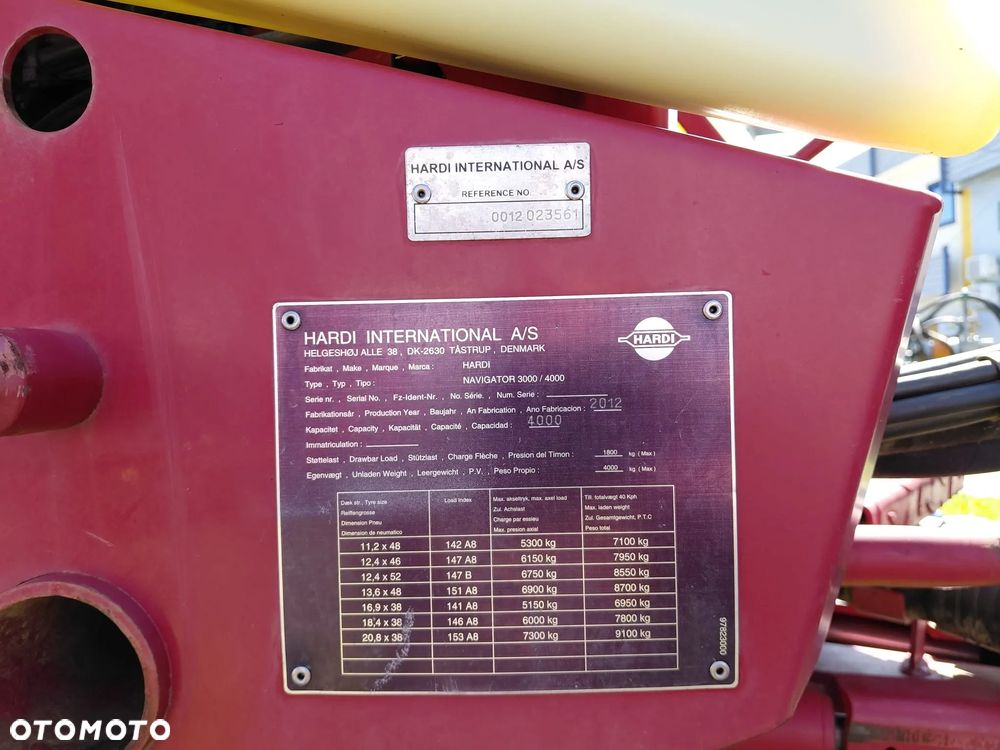 HARDI INTERNATIONAL A/S
REFERENCE NO.
0012 023561
HARDI INTERNATIONAL A/S
HELGESHØJ ALLE 38 , DK-2630 TÅSTRUP , DENMARK
HARDI
Fabrikat , Make , Marque , Marca : HARDI
Type , Typ , Tipo : NAVIGATOR 3000 / 4000
Serie nr. , Serial No. , Fz-Ident-Nr. , No. Série. , Num. Serie :
Fabrikationsår , Production Year , Baujahr , An Fabrication , Ano Fabricacion : 2012
Kapacitet , Capacity , Kapacität , Capacité , Capacidad : 4000
Immatriculation :
Støttelast , Drawbar Load , Stützlast , Charge Flèche , Presion del Timon : 1800 kg ( Max )
Egenvægt , Unladen Weight , Leergewicht , P.V. , Peso Propio : 4000 kg ( Max )
Dæk str., Tyre size Load Index Max. akseltryk, max. axel load Till. totalvægt 40 Kph
Reiffengrosse Zul. Achslast Max. laden weight
Dimension Pneu Charge par essieu Zul. Gesamtgewicht, P.T.C
Dimension de neumatico Max. presion axial Peso total
11,2 x 48 142 A8 5300 kg 7100 kg
12,4 x 46 147 A8 6150 kg 7950 kg
12,4 x 52 147 B 6750 kg 8550 kg
13,6 x 48 151 A8 6900 kg 8700 kg
16,9 x 38 141 A8 5150 kg 6950 kg
18,4 x 38 146 A8 6000 kg 7800 kg
20,8 x 38 153 A8 7300 kg 9100 kg
97823000
OTOMOTO